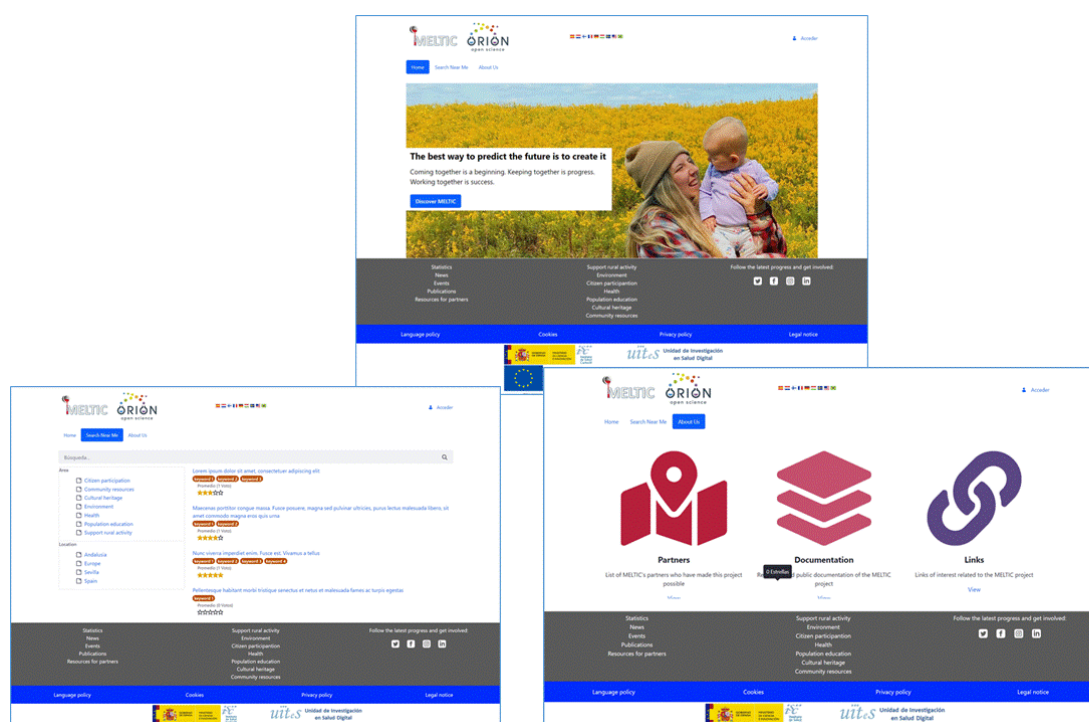 MELTIC ORION
open science
Acceder
Home Search Near Me About Us
The best way to predict the future is to create it
Coming together is a beginning. Keeping together is progress.
Working together is success.
Discover MELTIC
Statistics
News
Events
Publications
Resources for partners
Support rural activity
Environment
Citizen participantion
Health
Population education
Cultural heritage
Community resources
Follow the latest progress and get involved:
Language policy Cookies Privacy policy Legal notice
uites Unidad de Investigación
en Salud Digital
MELTIC ORION
open science
Acceder
Home Search Near Me About Us
Búsqueda...
Area
Citizen participation
Community resources
Cultural heritage
Environment
Health
Population education
Support rural activity
Location
Andalusia
Europe
Sevilla
Spain
Lorem ipsum dolor sit amet, consectetuer adipiscing elit
keyword 1 keyword 2 keyword 3
Promedio (1 Voto)
Maecenas porttitor congue massa. Fusce posuere, magna sed pulvinar ultricies, purus lectus malesuada libero, sit
amet commodo magna eros quis urna
keyword 1 keyword 3
Promedio (1 Voto)
Nunc viverra imperdiet enim. Fusce est. Vivamus a tellus
keyword 1 keyword 2 keyword 3 keyword 4
Promedio (1 Voto)
Pellentesque habitant morbi tristique senectus et netus et malesuada fames ac turpis egestas
keyword 1
Promedio (0 Votos)
Statistics
News
Events
Publications
Resources for partners
Support rural activity
Environment
Citizen participantion
Health
Population education
Cultural heritage
Community resources
Follow the latest progress and get involved:
Language policy Cookies Privacy policy Legal notice
uites Unidad de Investigación
en Salud Digital
MELTIC ORION
open science
Acceder
Home Search Near Me About Us
Partners
List of MELTIC's partners who have made this project
possible
View
Documentation
public documentation of the MELTIC
project
0 Estrellas
View
Links
Links of interest related to the MELTIC project
View
Statistics
News
Events
Publications
Resources for partners
Support rural activity
Environment
Citizen participantion
Health
Population education
Cultural heritage
Community resources
Follow the latest progress and get involved:
Language policy Cookies Privacy policy Legal notice
uites Unidad de Investigación
en Salud Digital